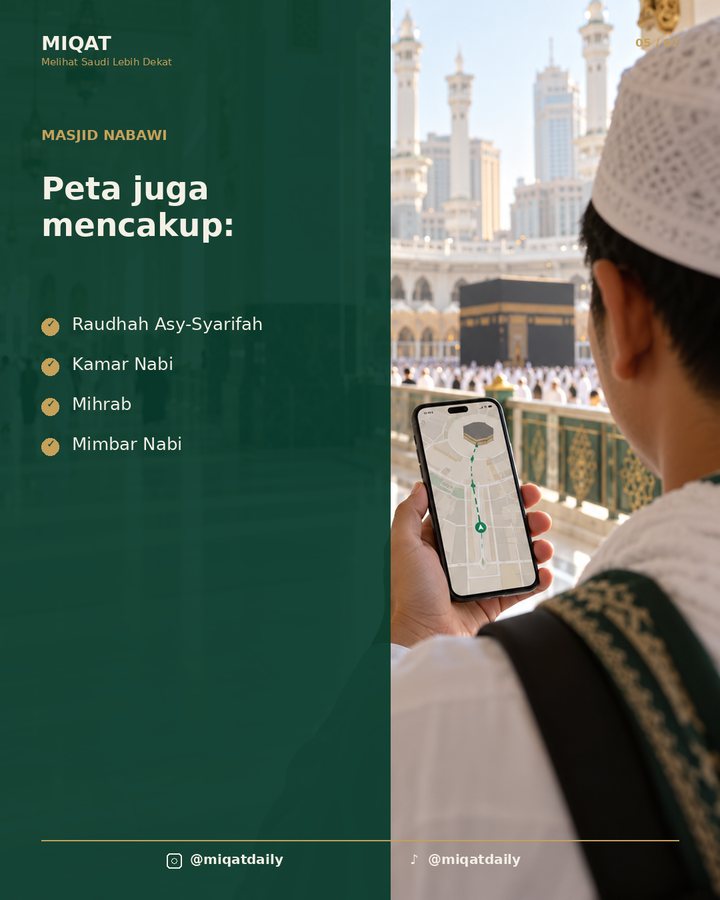 MIQAT
Melihat Saudi Lebih Dekat
05
MASJID NABAWI
Peta juga
mencakup:
Raudhah Asy-Syarifah
Kamar Nabi
Mihrab
Mimbar Nabi
@miqatdaily
@miqatdaily